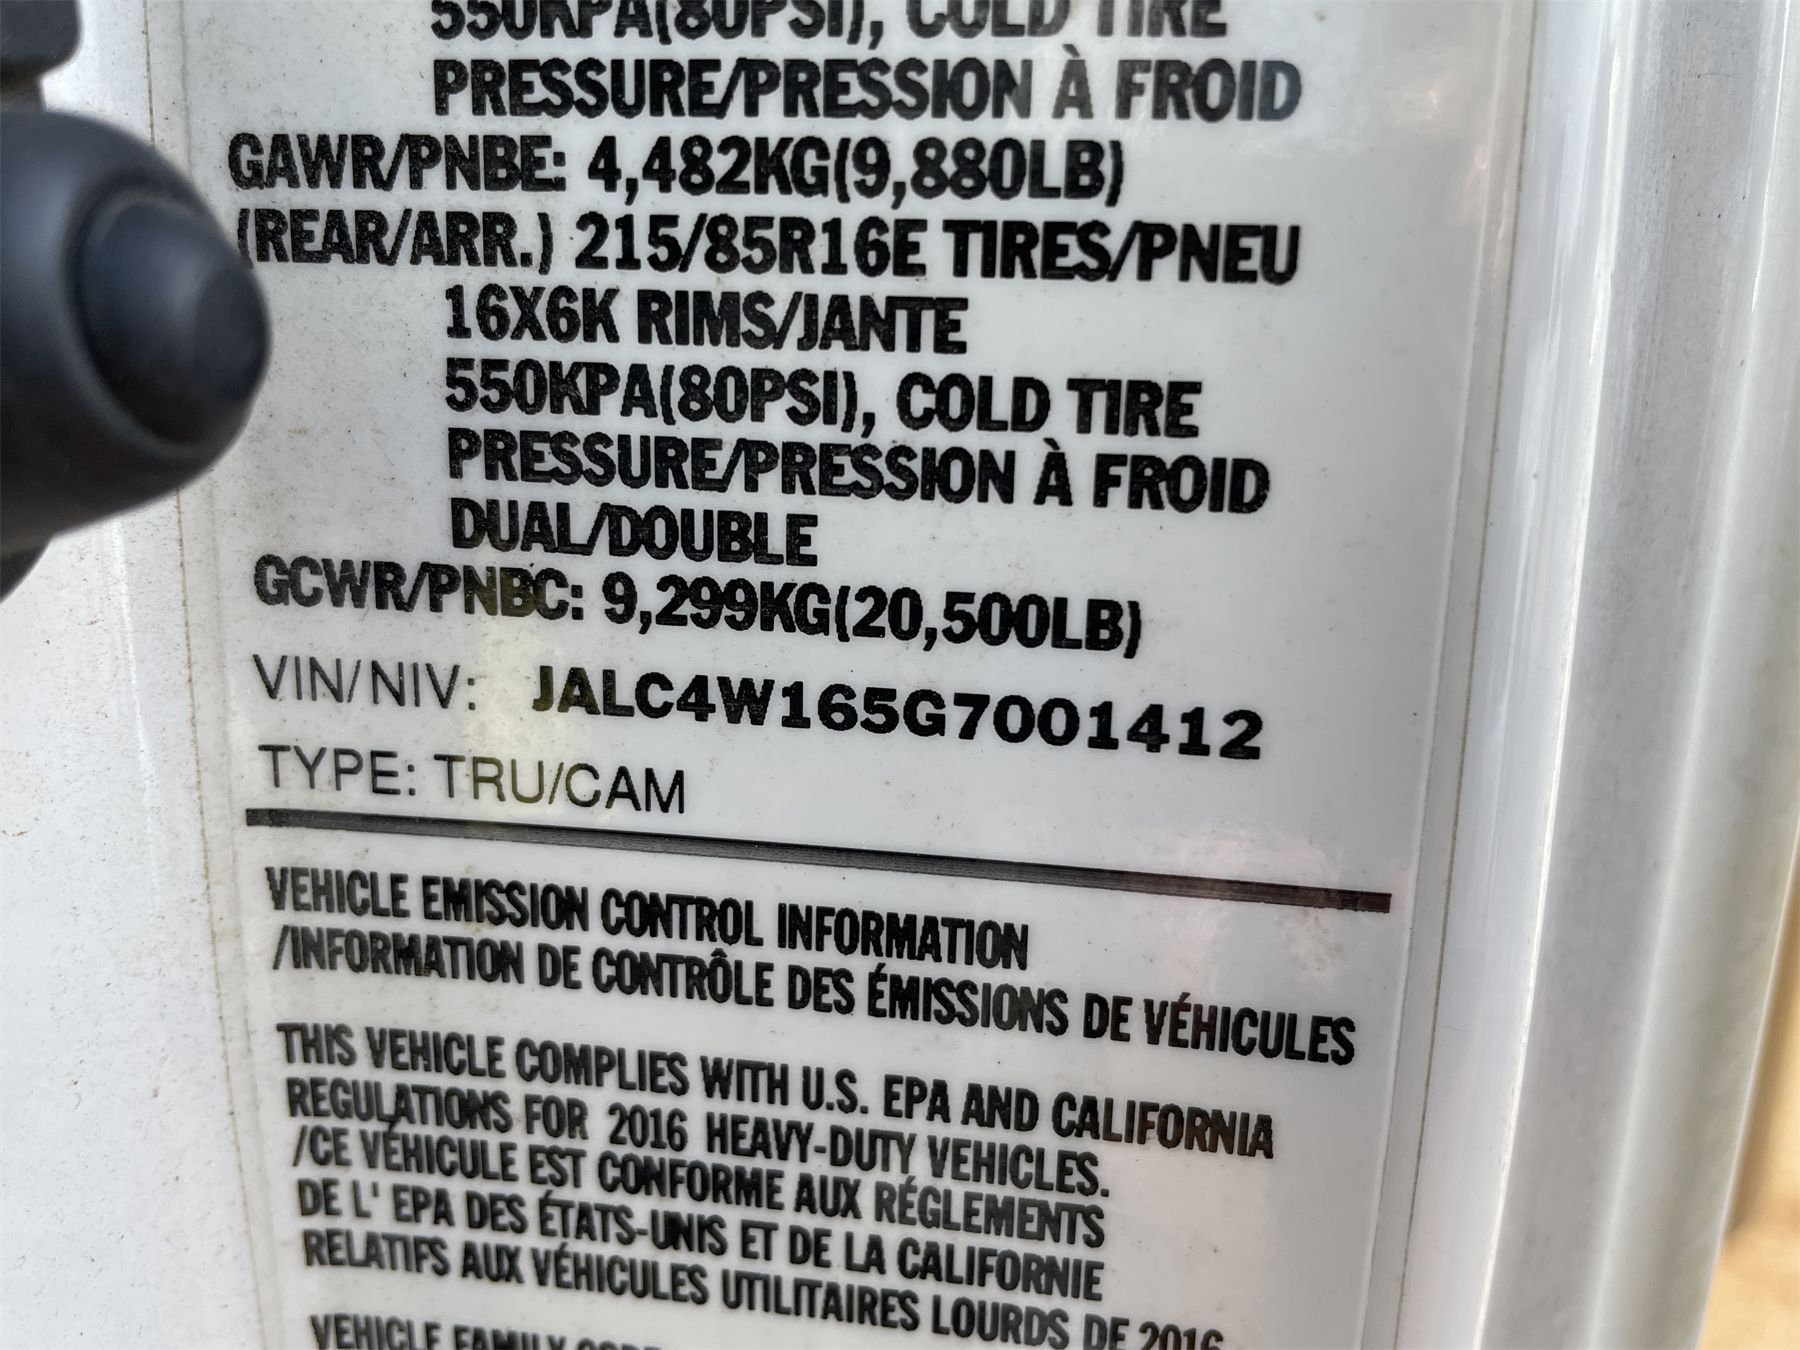 550KPA(80PSI), COLD TIRE
PRESSURE/PRESSION À FROID
GAWR/PNBE: 4,482KG(9,880LB)
(REAR/ARR.) 215/85R16E TIRES/PNEU
16X6K RIMS/JANTE
550KPA(80PSI), COLD TIRE
PRESSURE/PRESSION À FROID
DUAL/DOUBLE
GCWR/PNBC: 9,299KG(20,500LB)
VIN/NIV: JALC4W165G7001412
TYPE: TRU/CAM
VEHICLE EMISSION CONTROL INFORMATION
/INFORMATION DE CONTRÔLE DES ÉMISSIONS DE VÉHICULES
THIS VEHICLE COMPLIES WITH U.S. EPA AND CALIFORNIA
REGULATIONS FOR 2016 HEAVY-DUTY VEHICLES.
/CE VÉHICULE EST CONFORME AUX RÉGLEMENTS
DE L' EPA DES ÉTATS-UNIS ET DE LA CALIFORNIE
RELATIFS AUX VÉHICULES UTILITAIRES LOURDS DE 2016
VEHICLE FAMILY